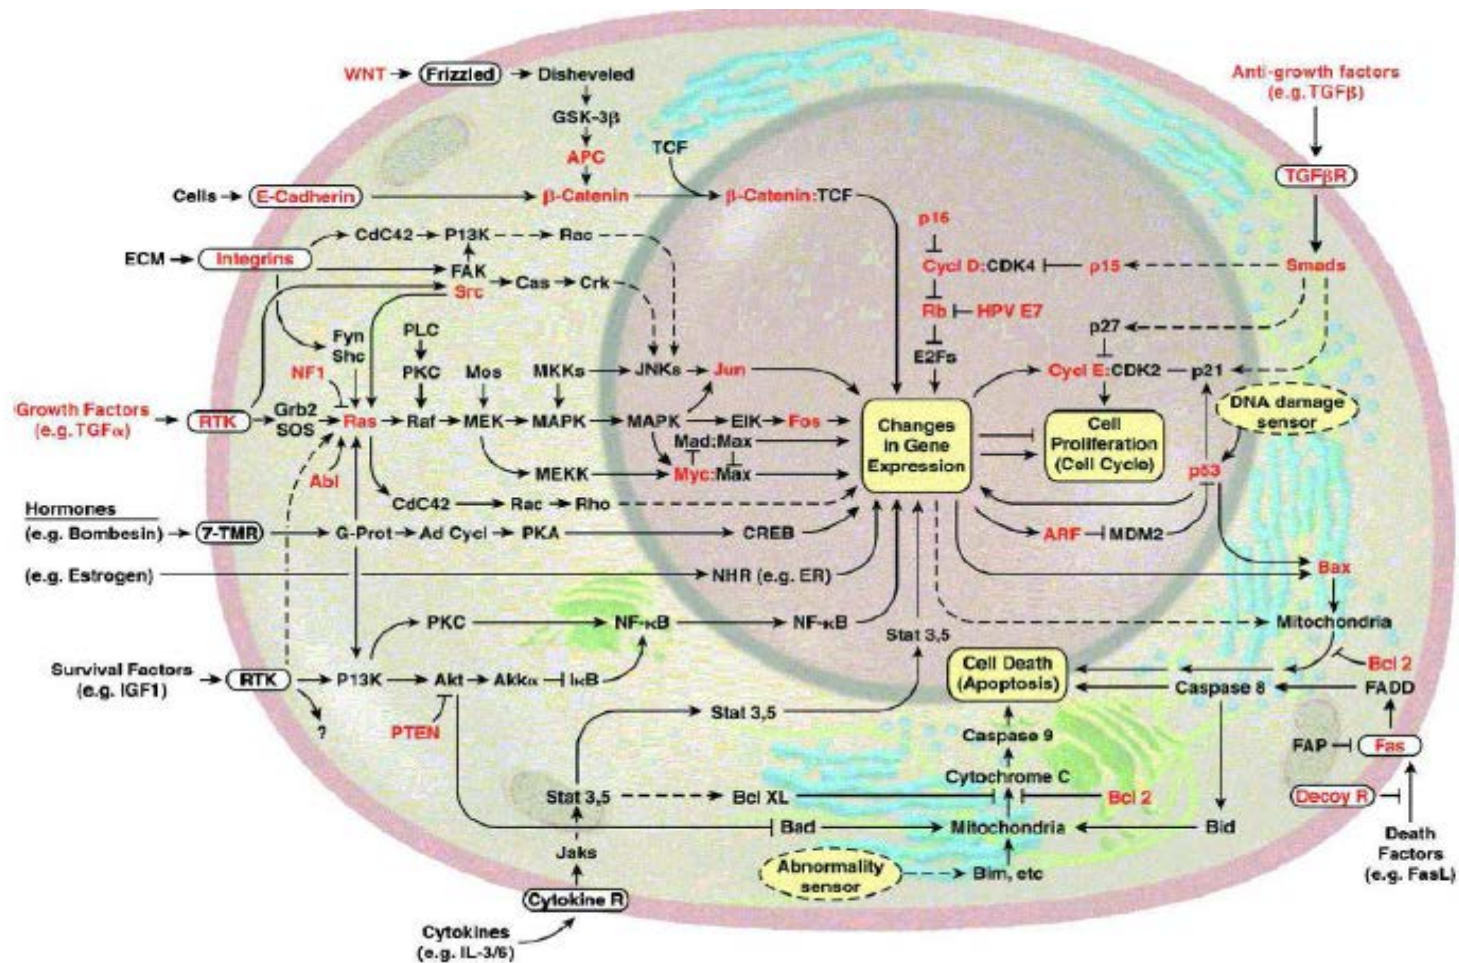 WNT
Frizzled
Disheveled
GSK-3β
APC
TCF
Cells
E-Cadherin
β-Catenin
β-Catenin:TCF
Anti-growth factors
(e.g. TGFβ)
TGFβR
CdC42
P13K
Rac
ECM
Integrins
FAK
Src
Cas
Crk
p16
Cycl D:CDK4
p15
Smads
Rb
HPV E7
E2Fs
p27
Cycl E:CDK2
p21
DNA damage
sensor
Fyn
Shc
PLC
PKC
NF1
Mos
MKKs
JNKs
Jun
Growth Factors
(e.g. TGFα)
RTK
Grb2
SOS
Ras
Raf
MEK
MAPK
MAPK
ElK
Fos
Mad:Max
MEKK
Myc:Max
Changes
in Gene
Expression
Cell
Proliferation
(Cell Cycle)
p53
Abl
CdC42
Rac
Rho
Hormones
(e.g. Bombesin)
7-TMR
G-Prot
Ad Cycl
PKA
CREB
ARF
MDM2
(e.g. Estrogen)
NHR (e.g. ER)
Bax
PKC
NF-κB
NF-κB
Stat 3,5
Mitochondria
Survival Factors
(e.g. IGF1)
RTK
P13K
Akt
Akkα
IκB
Cell Death
(Apoptosis)
Bcl 2
Caspase 8
FADD
?
PTEN
Stat 3,5
Caspase 9
FAP
Fas
Cytochrome C
Stat 3,5
Bcl XL
Bcl 2
Decoy R
Bad
Mitochondria
Bid
Death
Factors
(e.g. FasL)
Jaks
Abnormality
sensor
Bim, etc
Cytokine R
Cytokines
(e.g. IL-3/6)